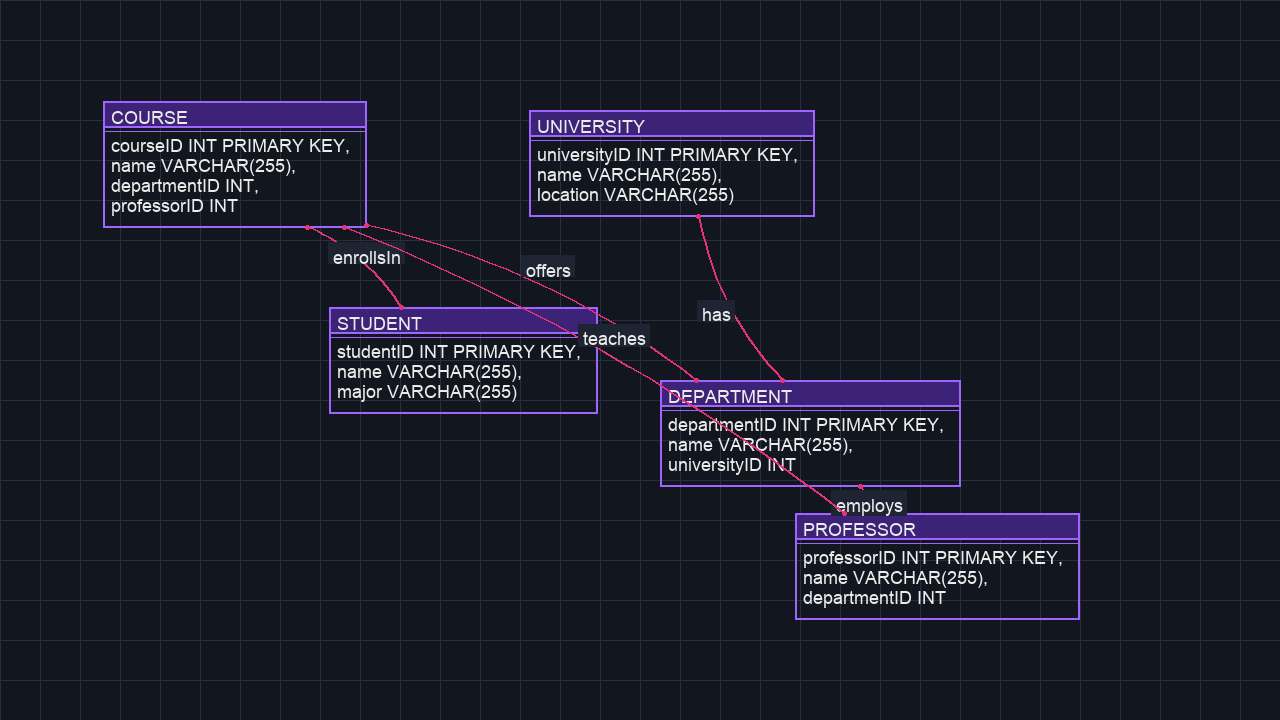 COURSE
courseID INT PRIMARY KEY,
name VARCHAR(255),
departmentID INT,
professorID INT
UNIVERSITY
universityID INT PRIMARY KEY,
name VARCHAR(255),
location VARCHAR(255)
enrollsIn
offers
has
teaches
STUDENT
studentID INT PRIMARY KEY,
name VARCHAR(255),
major VARCHAR(255)
DEPARTMENT
departmentID INT PRIMARY KEY,
name VARCHAR(255),
universityID INT
employs
PROFESSOR
professorID INT PRIMARY KEY,
name VARCHAR(255),
departmentID INT